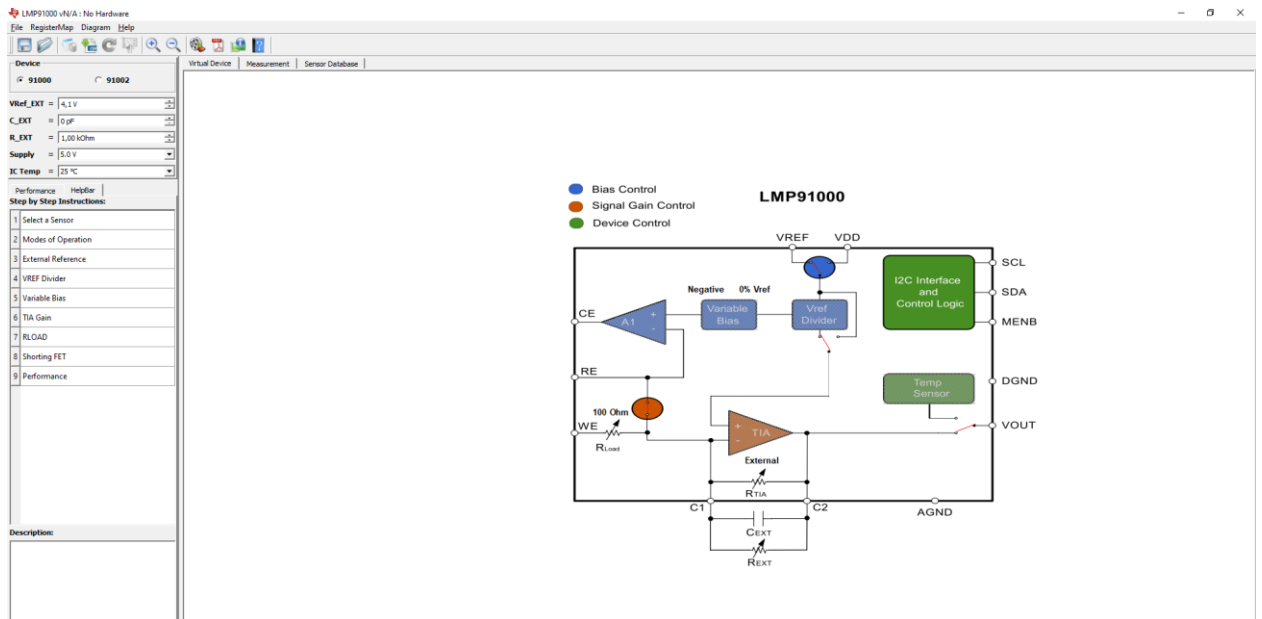 LMP91000 vN/A : No Hardware
File RegisterMap Diagram Help
Device
91000 91002
VRef_EXT = 4,1 V
C_EXT = 0 pF
R_EXT = 1,00 kOhm
Supply = 5.0 V
IC Temp = 25 °C
Performance HelpBar
Step by Step Instructions:
1 Select a Sensor
2 Modes of Operation
3 External Reference
4 VREF Divider
5 Variable Bias
6 TIA Gain
7 RLOAD
8 Shorting FET
9 Performance
Description:
Virtual Device Measurement Sensor Database
Bias Control
Signal Gain Control
Device Control
LMP91000
VREF VDD
SCL
I2C Interface
and
Control Logic
SDA
MENB
Negative 0% Vref
CE
A1
+
-
Variable
Bias
Vref
Divider
RE
Temp
Sensor
DGND
100 Ohm
WE
RLoad
+
-
TIA
VOUT
External
RTIA
C1 C2
AGND
CEXT
REXT